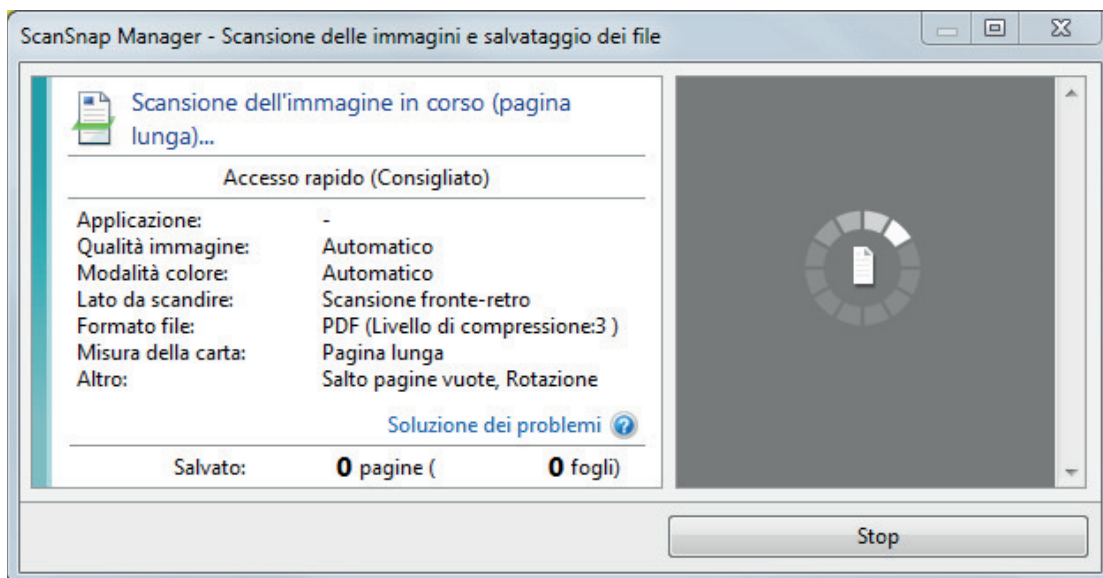 ScanSnap Manager - Scansione delle immagini e salvataggio dei file
Scansione dell'immagine in corso (pagina
lunga)...
Accesso rapido (Consigliato)
Applicazione: -
Qualità immagine: Automatico
Modalità colore: Automatico
Lato da scandire: Scansione fronte-retro
Formato file: PDF (Livello di compressione:3 )
Misura della carta: Pagina lunga
Altro: Salto pagine vuote, Rotazione
Soluzione dei problemi ?
Salvato: 0 pagine ( 0 fogli)
Stop